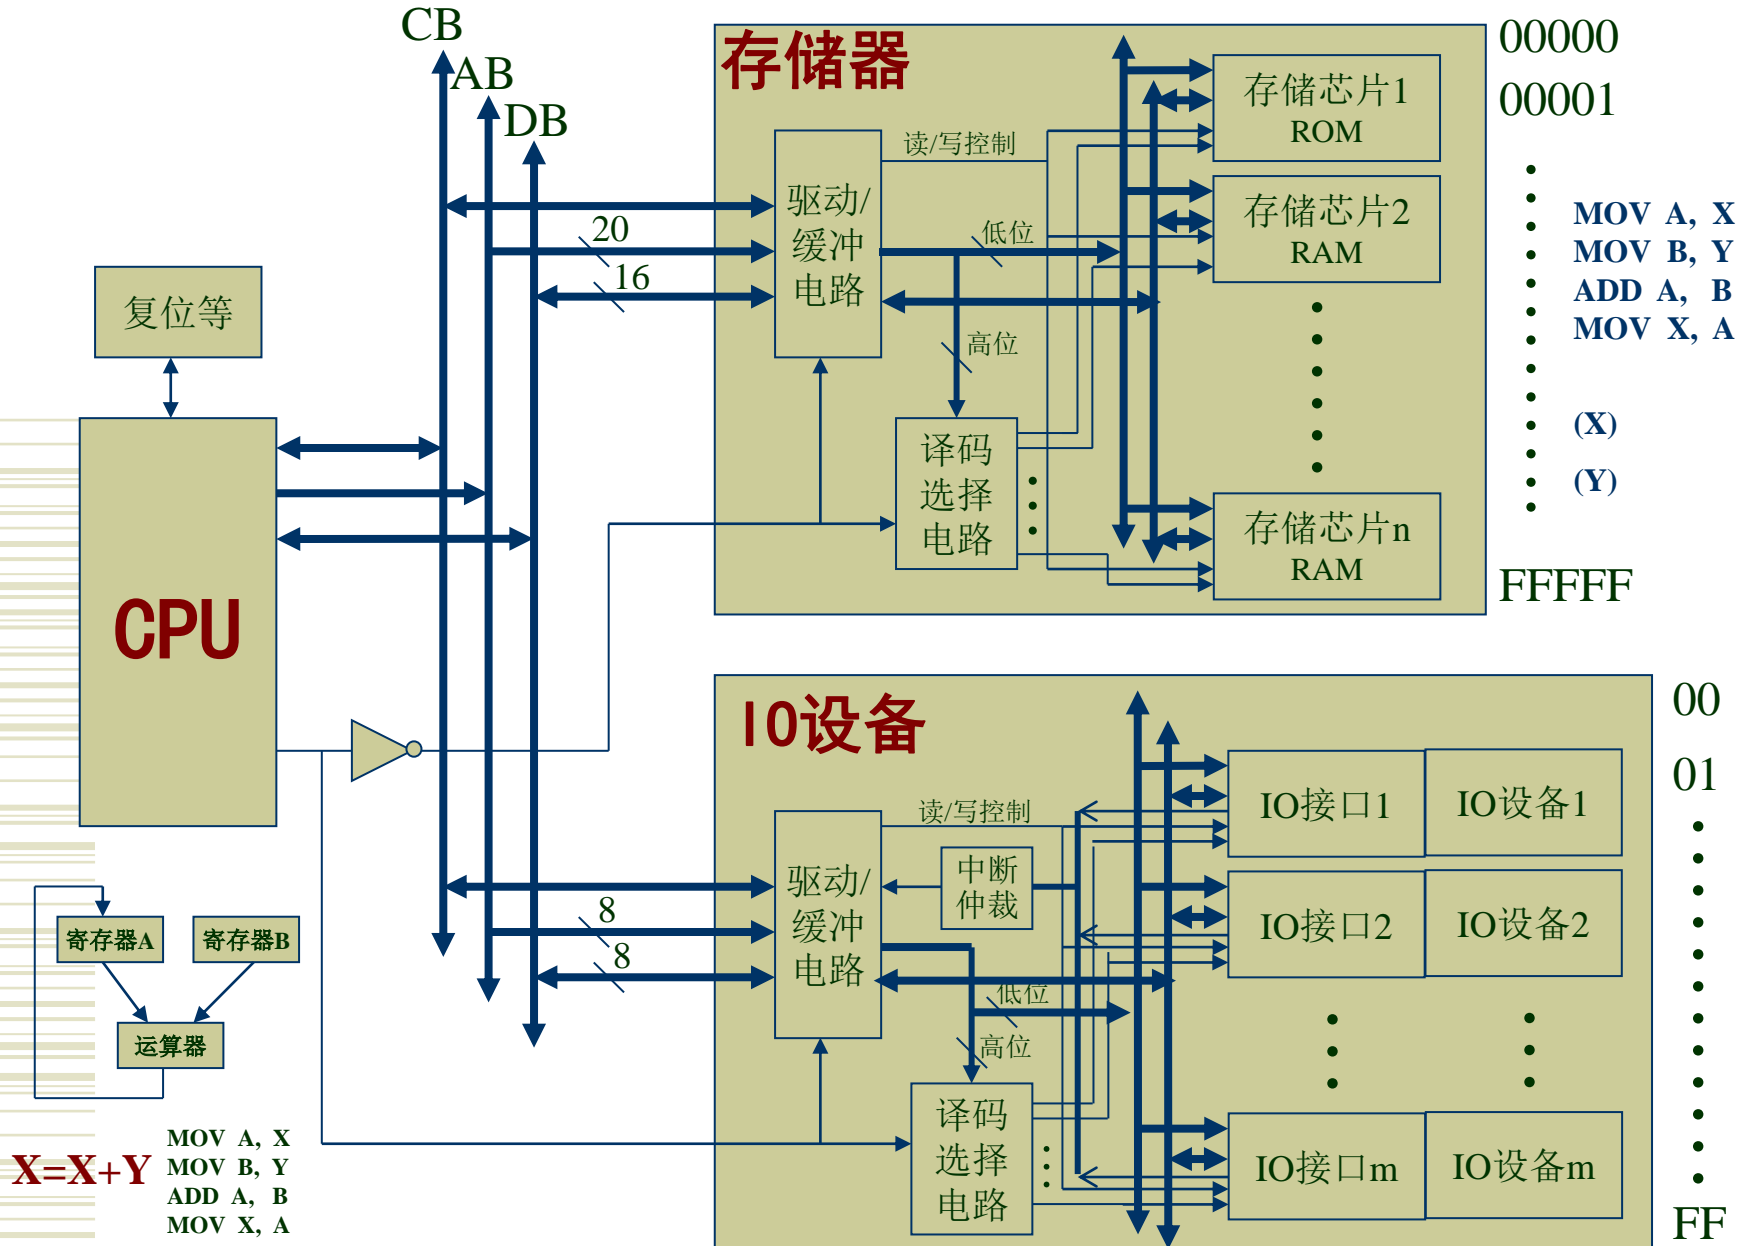 CB
AB
DB
存储器
驱动/
缓冲
电路
读/写控制
20
16
低位
高位
译码
选择
电路
存储芯片1
ROM
存储芯片2
RAM
存储芯片n
RAM
00000
00001
MOV A, X
MOV B, Y
ADD A, B
MOV X, A
(X)
(Y)
FFFFF
复位等
CPU
IO设备
驱动/
缓冲
电路
读/写控制
中断
仲裁
8
8
低位
高位
译码
选择
电路
IO接口1
IO设备1
IO接口2
IO设备2
IO接口m
IO设备m
00
01
FF
寄存器A
寄存器B
运算器
X=X+Y
MOV A, X
MOV B, Y
ADD A, B
MOV X, A